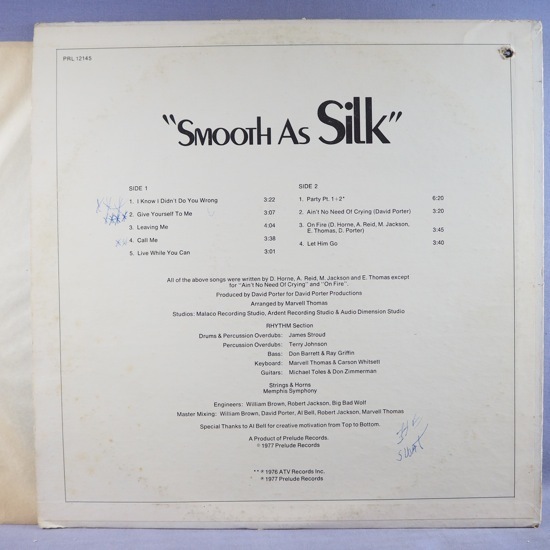 PRL 12145
"SMOOTH AS SILK"
SIDE 1
1. I Know I Didn't Do You Wrong 3:22
2. Give Yourself To Me 3:07
3. Leaving Me 4:04
4. Call Me 3:38
5. Live While You Can 3:01
SIDE 2
1. Party Pt. 1+2* 6:20
2. Ain't No Need Of Crying (David Porter) 3:20
3. On Fire (D. Horne, A. Reid, M. Jackson,
E. Thomas, D. Porter) 3:45
4. Let Him Go 3:40
All of the above songs were written by D. Horne, A. Reid, M. Jackson and E. Thomas except
for "Ain't No Need Of Crying" and "On Fire".
Produced by David Porter for David Porter Productions
Arranged by Marvell Thomas
Studios: Malaco Recording Studio, Ardent Recording Studio & Audio Dimension Studio
RHYTHM Section
Drums & Percussion Overdubs: James Stroud
Percussion Overdubs: Terry Johnson
Bass: Don Barrett & Ray Griffin
Keyboard: Marvell Thomas & Carson Whitsett
Guitars: Michael Toles & Don Zimmerman
Strings & Horns
Memphis Symphony
Engineers: William Brown, Robert Jackson, Big Bad Wolf
Master Mixing: William Brown, David Porter, Al Bell, Robert Jackson, Marvell Thomas
Special Thanks to Al Bell for creative motivation from Top to Bottom.
A Product of Prelude Records.
© 1977 Prelude Records
* ℗ 1976 ATV Records Inc.
℗ 1977 Prelude Records